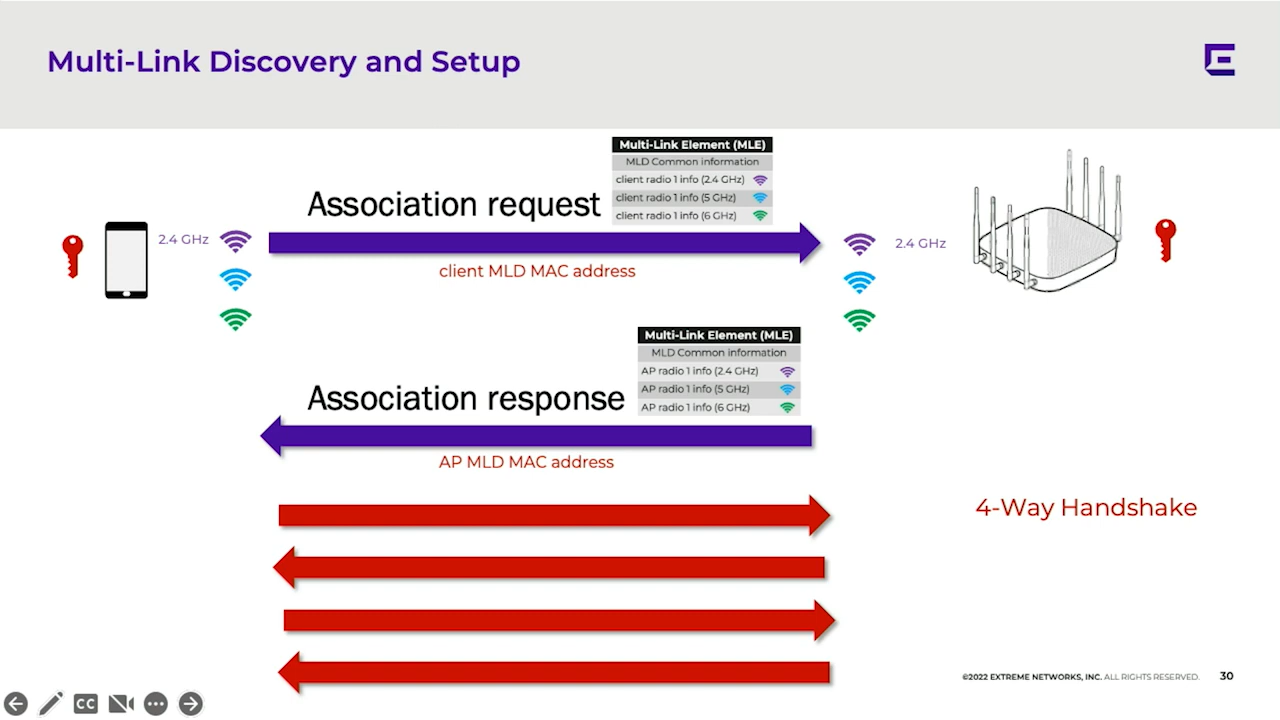 Multi-Link Discovery and Setup
Multi-Link Element (MLE)
MLD Common information
client radio 1 info (2.4 GHz)
client radio 1 info (5 GHz)
client radio 1 info (6 GHz)
Association request
2.4 GHz
2.4 GHz
client MLD MAC address
Multi-Link Element (MLE)
MLD Common information
AP radio 1 info (2.4 GHz)
AP radio 1 info (5 GHz)
AP radio 1 info (6 GHz)
Association response
AP MLD MAC address
4-Way Handshake
©2022 EXTREME NETWORKS, INC. ALL RIGHTS RESERVED. 30
CC